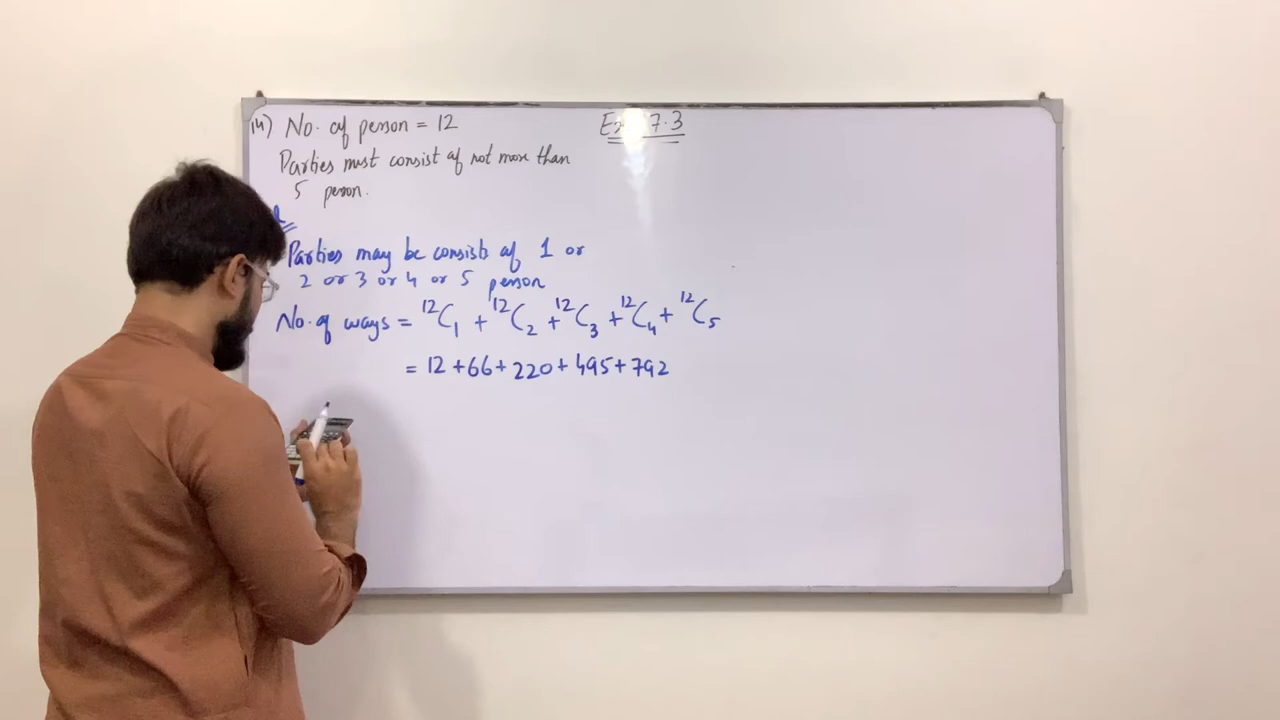 14) No. of person = 12
Ex 7.3
Parties must consist of not more than
5 person.
Parties may be consists of 1 or
2 or 3 or 4 or 5 person
No. of ways = ¹²C₁ + ¹²C₂ + ¹²C₃ + ¹²C₄ + ¹²C₅
= 12 + 66 + 220 + 495 + 792